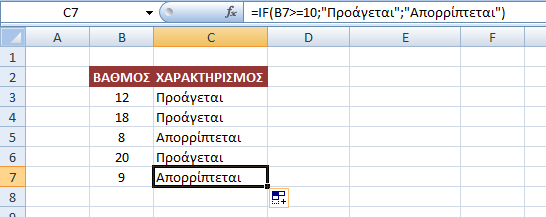 C7 =IF(B7>=10;"Προάγεται";"Απορρίπτεται")
A B C D E F
1
2 ΒΑΘΜΟΣ ΧΑΡΑΚΤΗΡΙΣΜΟΣ
3 12 Προάγεται
4 18 Προάγεται
5 8 Απορρίπτεται
6 20 Προάγεται
7 9 Απορρίπτεται
8
9